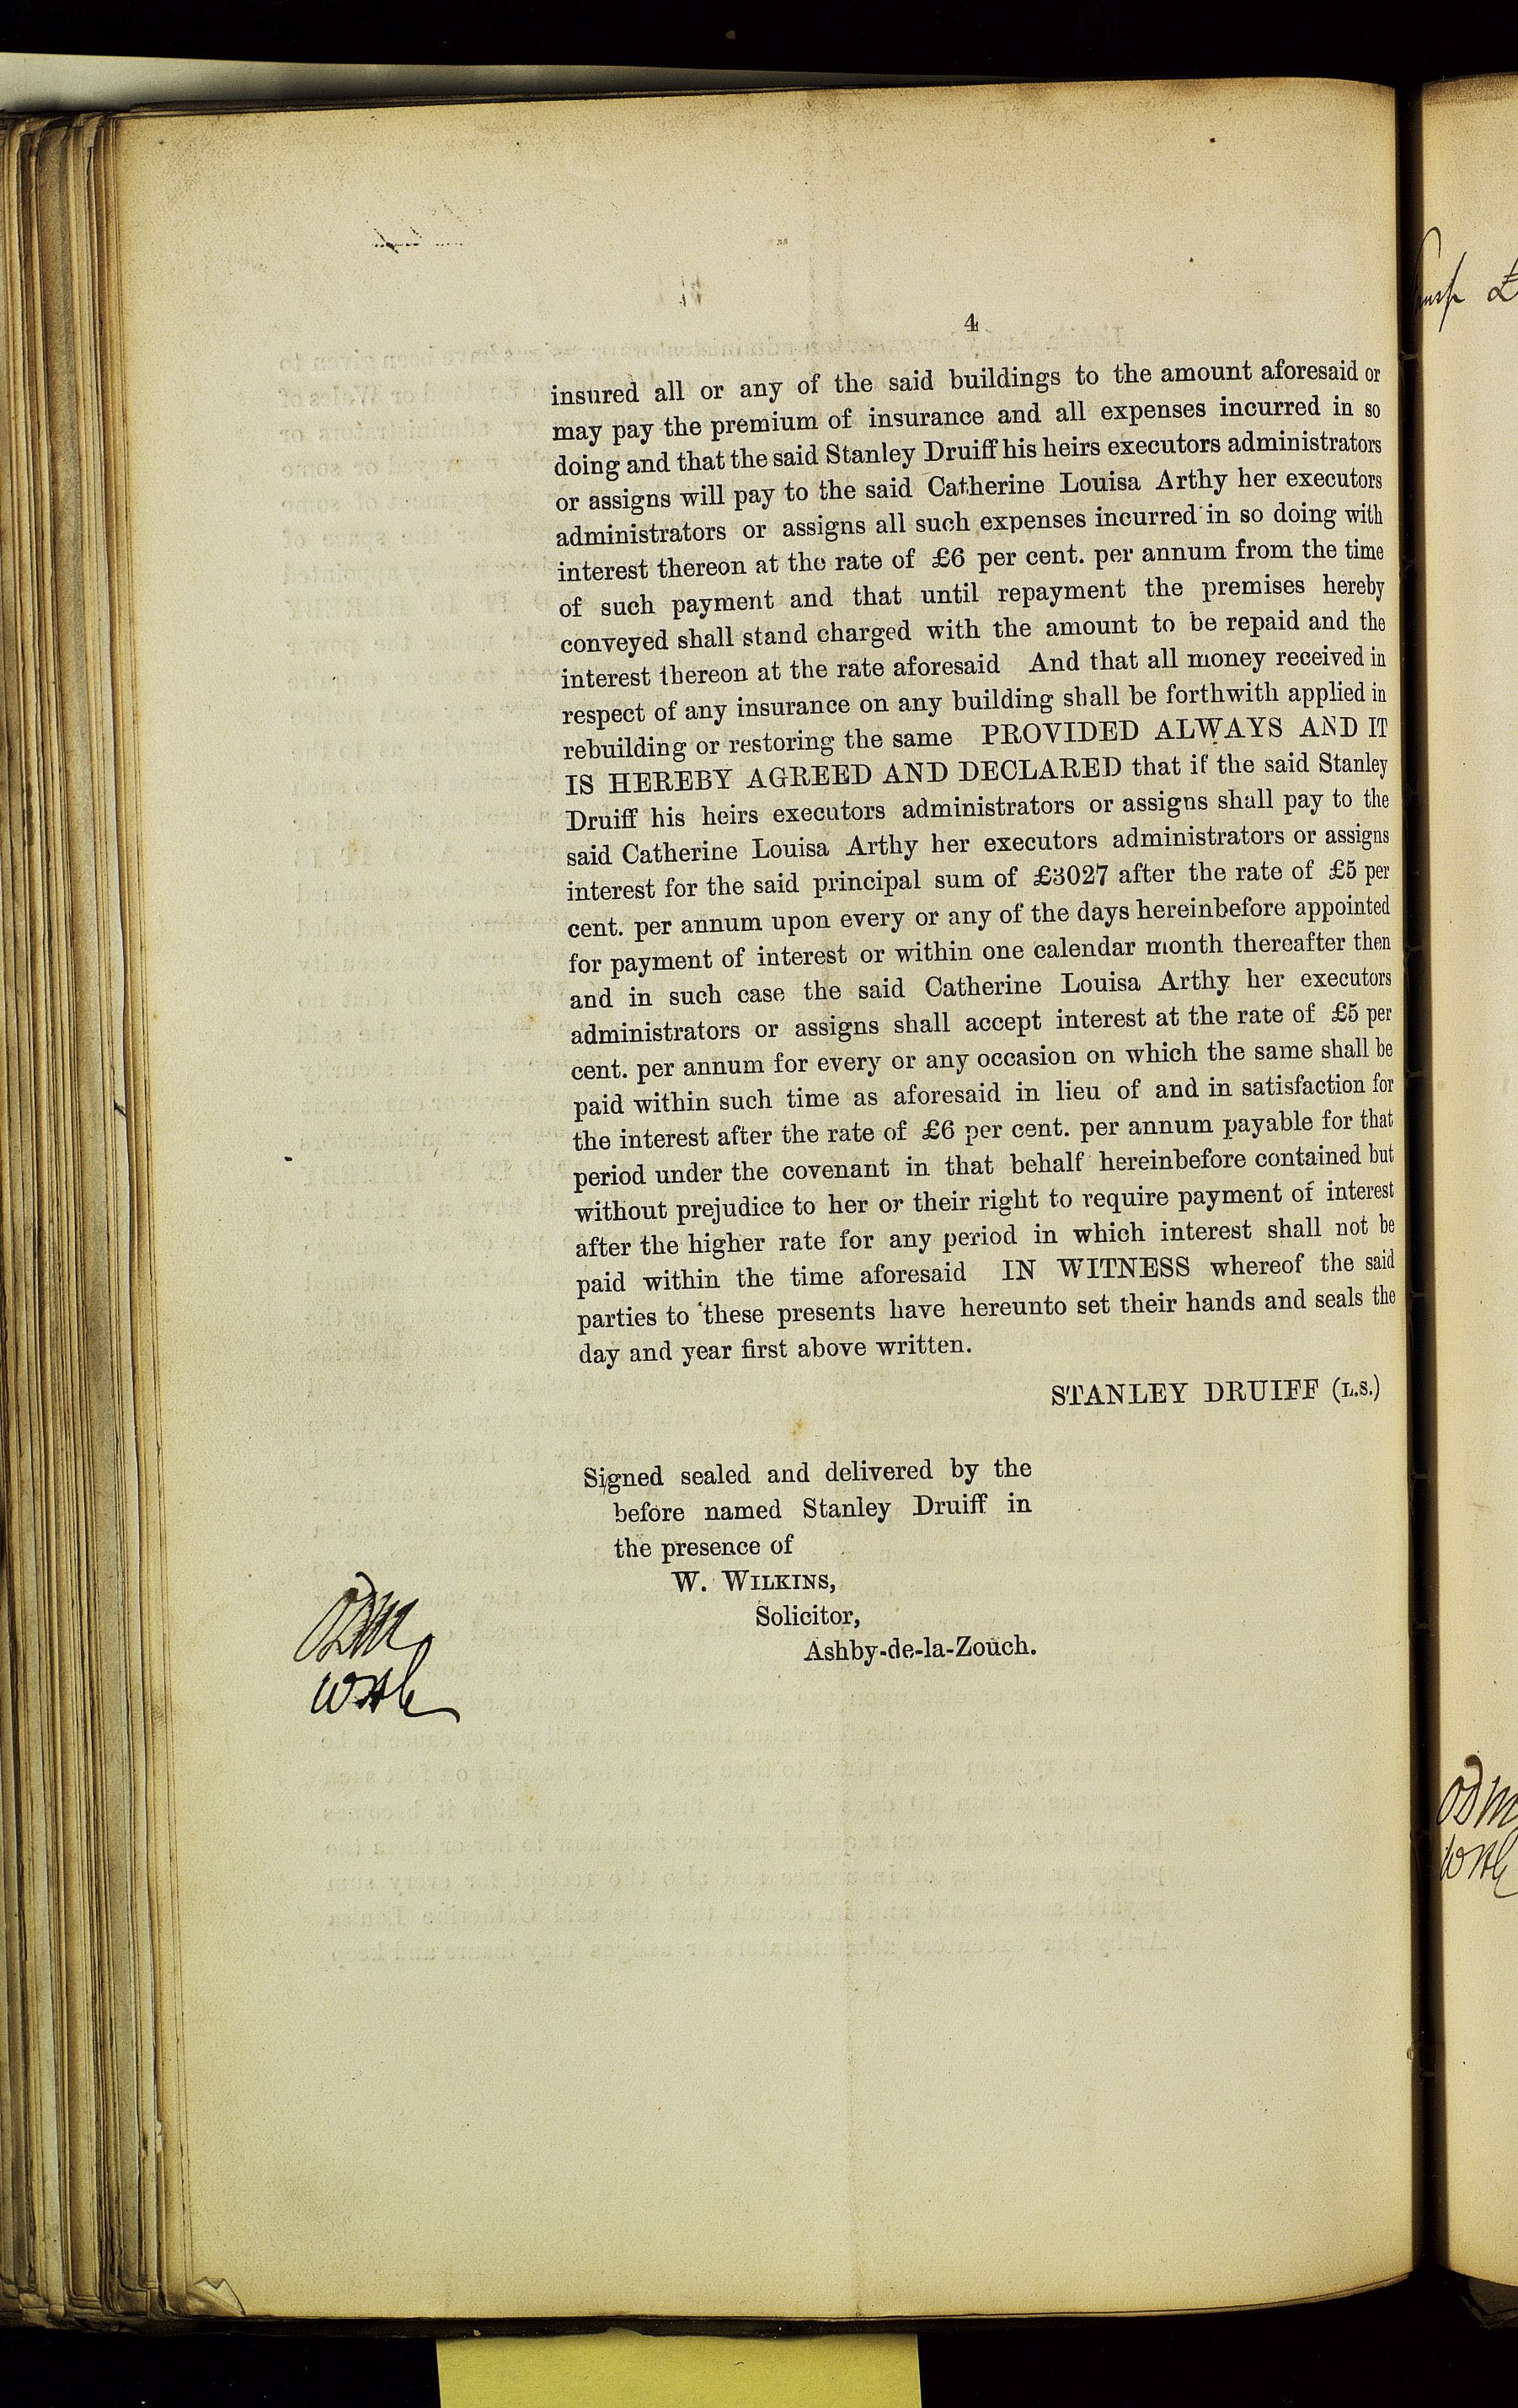 4
insured all or any of the said buildings to the amount aforesaid or
may pay the premium of insurance and all expenses incurred in so
doing and that the said Stanley Druiff his heirs executors administrators
or assigns will pay to the said Catherine Louisa Arthy her executors
administrators or assigns all such expenses incurred in so doing with
interest thereon at the rate of £6 per cent. per annum from the time
of such payment and that until repayment the premises hereby
conveyed shall stand charged with the amount to be repaid and the
interest thereon at the rate aforesaid And that all money received in
respect of any insurance on any building shall be forthwith applied in
rebuilding or restoring the same PROVIDED ALWAYS AND IT
IS HEREBY AGREED AND DECLARED that if the said Stanley
Druiff his heirs executors administrators or assigns shall pay to the
said Catherine Louisa Arthy her executors administrators or assigns
interest for the said principal sum of £3027 after the rate of £5 per
cent. per annum upon every or any of the days hereinbefore appointed
for payment of interest or within one calendar month thereafter then
and in such case the said Catherine Louisa Arthy her executors
administrators or assigns shall accept interest at the rate of £5 per
cent. per annum for every or any occasion on which the same shall be
paid within such time as aforesaid in lieu of and in satisfaction for
the interest after the rate of £6 per cent. per annum payable for that
period under the covenant in that behalf hereinbefore contained but
without prejudice to her or their right to require payment of interest
after the higher rate for any period in which interest shall not be
paid within the time aforesaid IN WITNESS whereof the said
parties to these presents have hereunto set their hands and seals the
day and year first above written.
STANLEY DRUIFF (L.S.)
Signed sealed and delivered by the
before named Stanley Druiff in
the presence of
W. WILKINS,
Solicitor,
Ashby-de-la-Zouch.